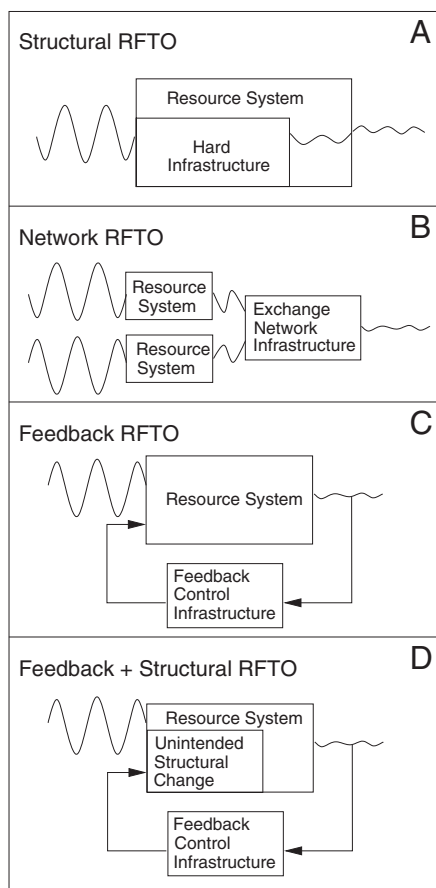 A
Structural RFTO
Resource System
Hard
Infrastructure
B
Network RFTO
Resource
System
Exchange
Network
Infrastructure
Resource
System
C
Feedback RFTO
Resource System
Feedback
Control
Infrastructure
D
Feedback + Structural RFTO
Resource System
Unintended
Structural
Change
Feedback
Control
Infrastructure